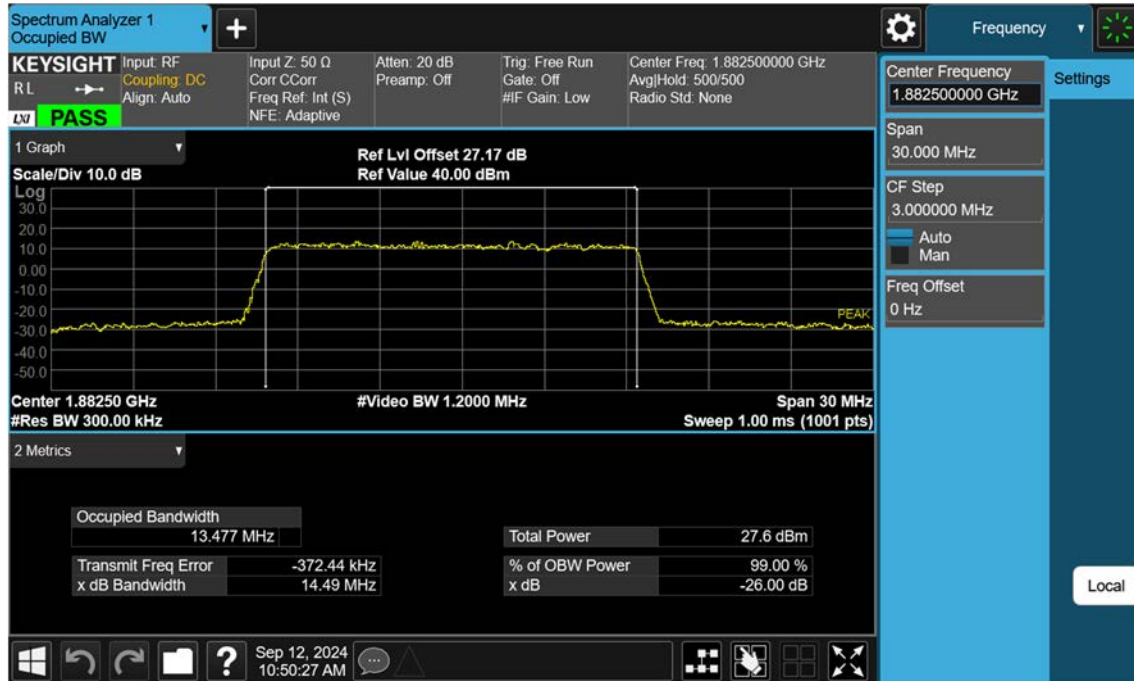 Spectrum Analyzer 1
Occupied BW
Frequency
KEYSIGHT
R L
LXI
PASS
Input: RF
Coupling: DC
Align: Auto
Input Z: 50 Ω
Corr CCorr
Freq Ref: Int (S)
NFE: Adaptive
Atten: 20 dB
Preamp: Off
Trig: Free Run
Gate: Off
#IF Gain: Low
Center Freq: 1.882500000 GHz
Avg|Hold: 500/500
Radio Std: None
Center Frequency
1.882500000 GHz
Settings
Span
30.000 MHz
CF Step
3.000000 MHz
Auto
Man
Freq Offset
0 Hz
Local
1 Graph
Scale/Div 10.0 dB
Ref Lvl Offset 27.17 dB
Ref Value 40.00 dBm
Log
30.0
20.0
10.0
0.00
-10.0
-20.0
-30.0
-40.0
-50.0
PEAK
Center 1.88250 GHz
#Video BW 1.2000 MHz
Span 30 MHz
#Res BW 300.00 kHz
Sweep 1.00 ms (1001 pts)
2 Metrics
Occupied Bandwidth
13.477 MHz
Total Power 27.6 dBm
Transmit Freq Error -372.44 kHz
% of OBW Power 99.00 %
x dB Bandwidth 14.49 MHz
x dB -26.00 dB
?
Sep 12, 2024
10:50:27 AM